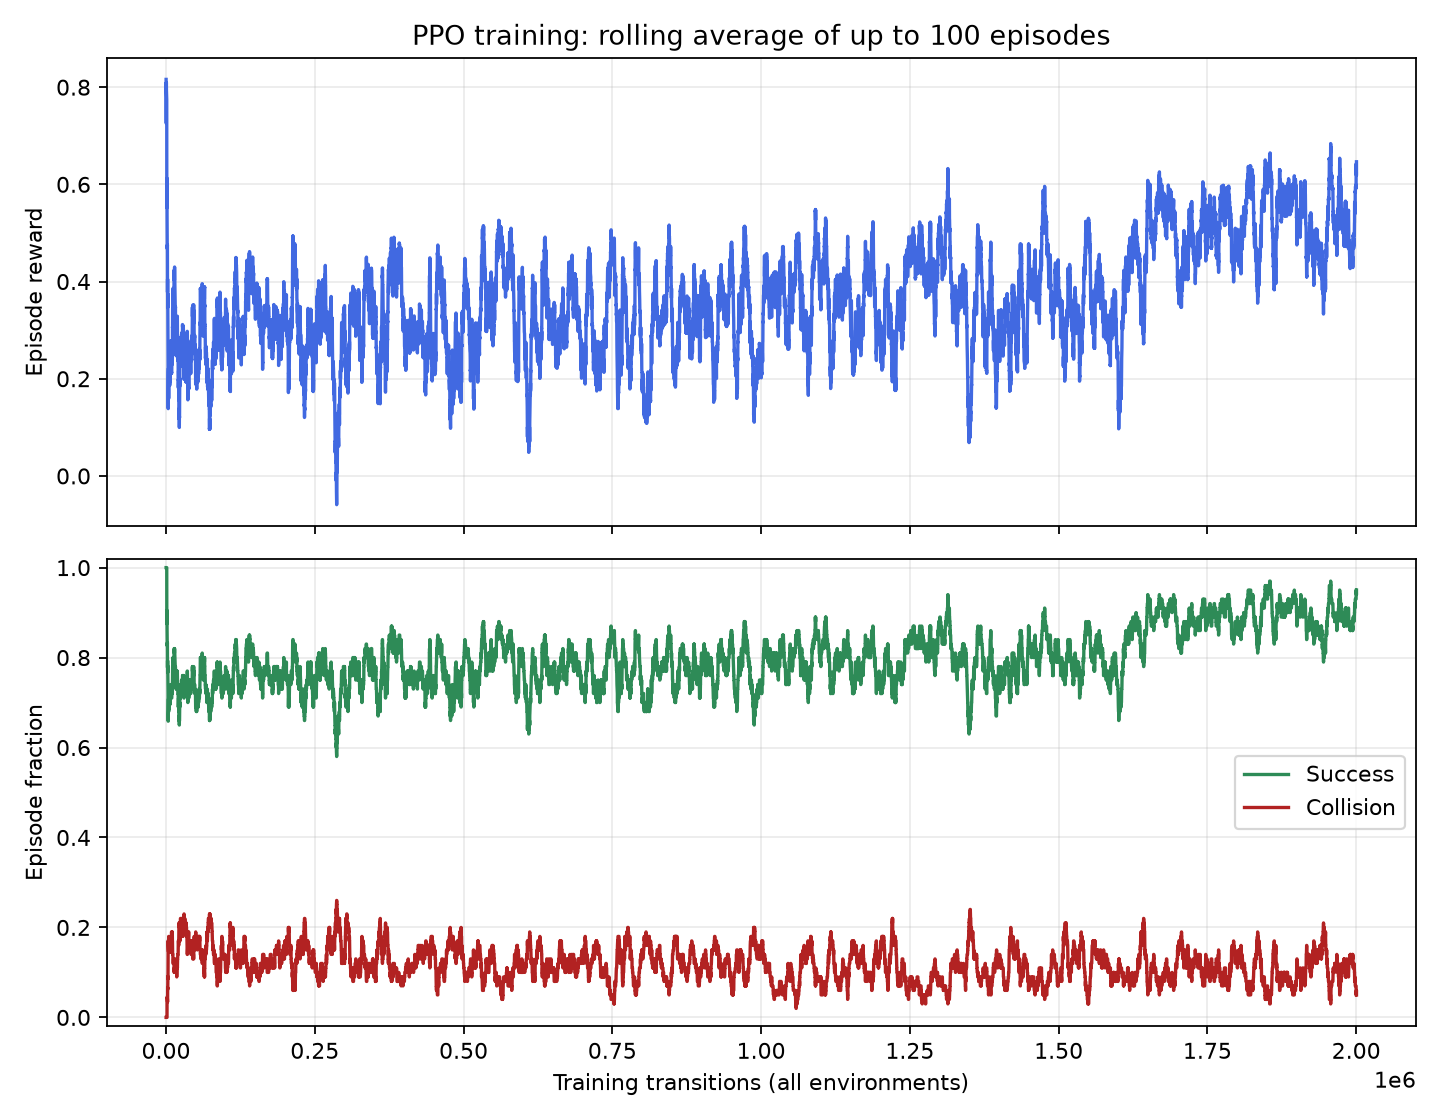 PPO training: rolling average of up to 100 episodes
0.8
0.6
0.4
0.2
0.0
Episode reward
1.0
0.8
0.6
0.4
0.2
0.0
Episode fraction
Success
Collision
0.00 0.25 0.50 0.75 1.00 1.25 1.50 1.75 2.00
1e6
Training transitions (all environments)